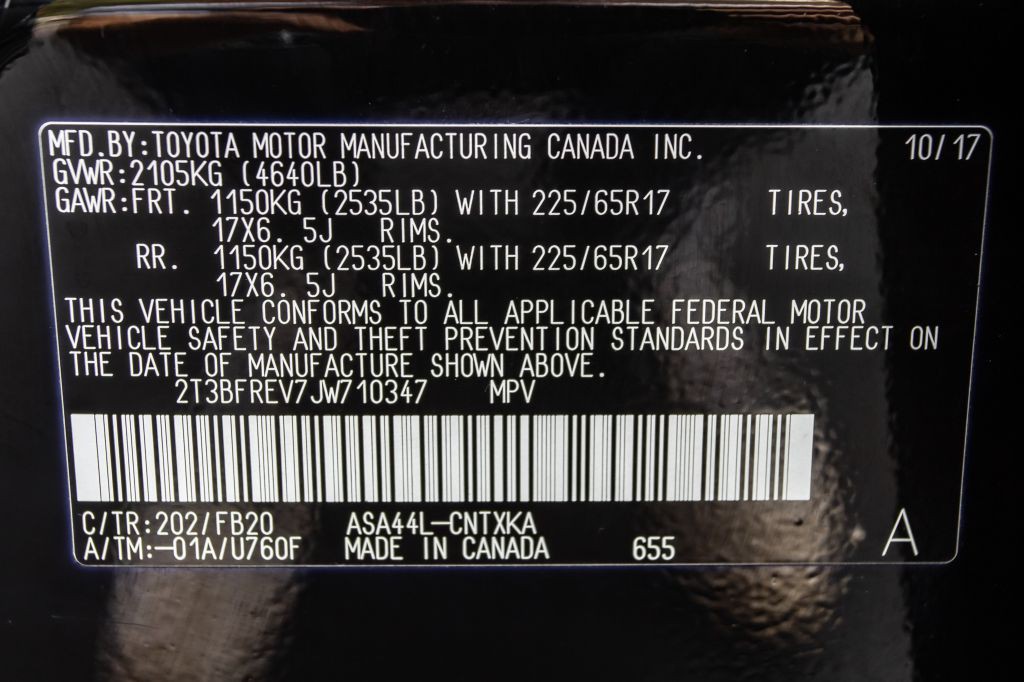 MFD.BY:TOYOTA MOTOR MANUFACTURING CANADA INC. 10/17
GVWR:2105KG (4640LB)
GAWR:FRT. 1150KG (2535LB) WITH 225/65R17 TIRES,
17X6. 5J RIMS.
RR. 1150KG (2535LB) WITH 225/65R17 TIRES,
17X6. 5J RIMS.
THIS VEHICLE CONFORMS TO ALL APPLICABLE FEDERAL MOTOR
VEHICLE SAFETY AND THEFT PREVENTION STANDARDS IN EFFECT ON
THE DATE OF MANUFACTURE SHOWN ABOVE.
2T3BFREV7JW710347 MPV
C/TR:202/FB20 ASA44L-CNTXKA
A/TM:-01A/U760F MADE IN CANADA 655 A